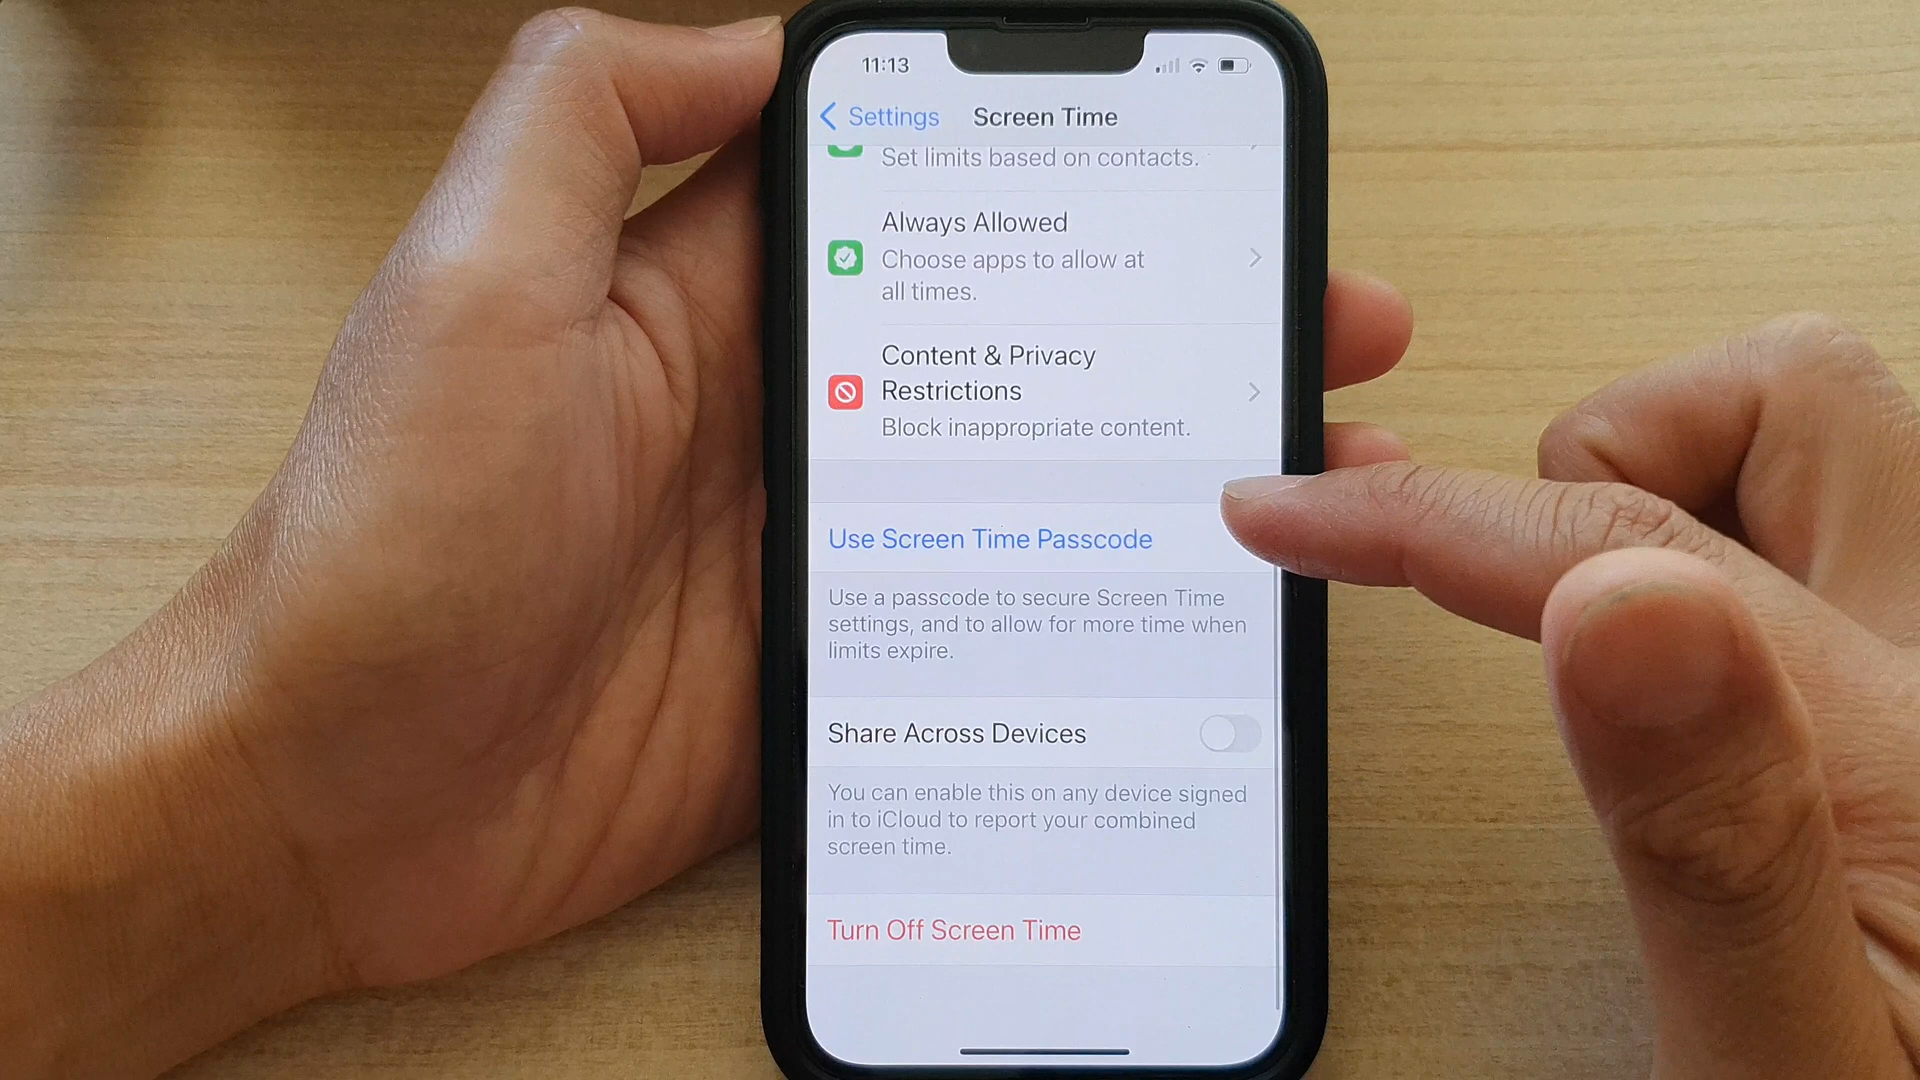 11:13
Settings
Screen Time
Set limits based on contacts.
Always Allowed
Choose apps to allow at
all times.
Content & Privacy
Restrictions
Block inappropriate content.
Use Screen Time Passcode
Use a passcode to secure Screen Time
settings, and to allow for more time when
limits expire.
Share Across Devices
You can enable this on any device signed
in to iCloud to report your combined
screen time.
Turn Off Screen Time